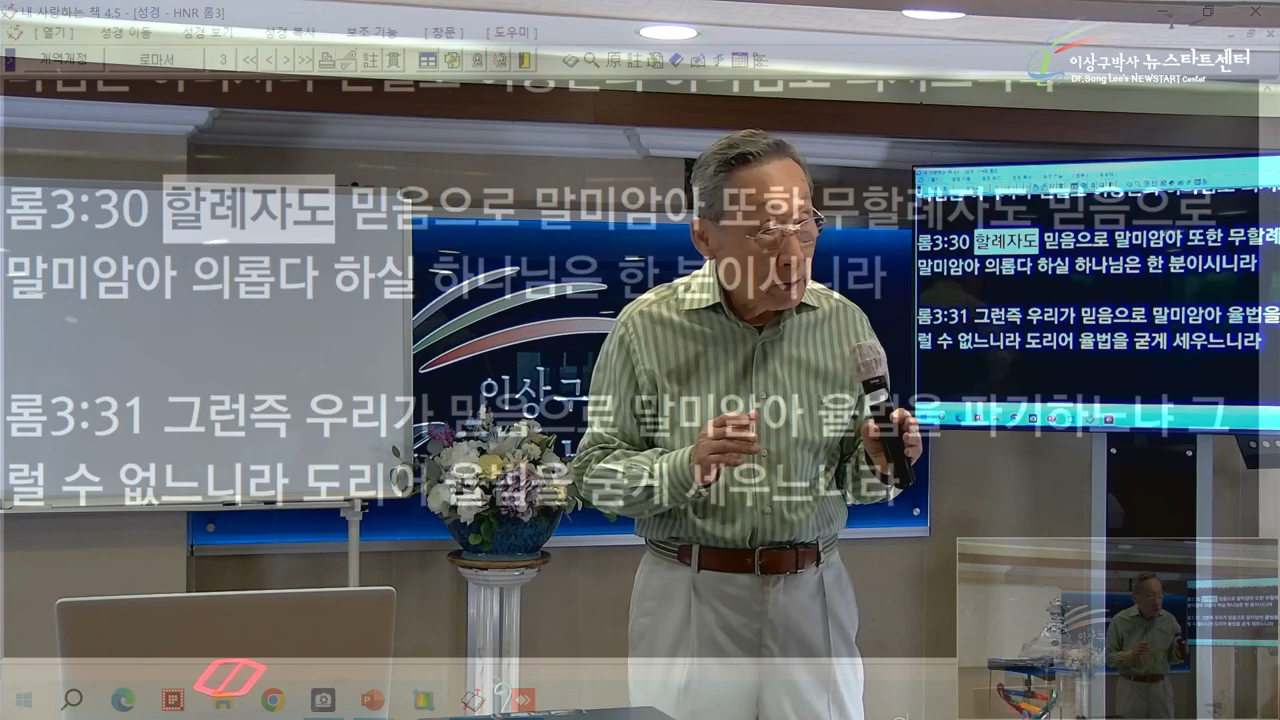 내 사랑하는 책 4.5 - [성경 - HNR 롬3]
[ 열기 ] 성경 이동 성경 보기 성경 복사 보조 기능 [ 창문 ] [ 도우미 ]
개역개정 로마서 3 << < > >> 註 貫 原 註
이상구박사 뉴스타트센터
Dr.Sang Lee's NEWSTART Center
롬3:30 할례자도 믿음으로 말미암아 또한 무할례자도 믿음으로
말미암아 의롭다 하실 하나님은 한 분이시니라
롬3:31 그런즉 우리가 믿음으로 말미암아 율법을 파기하느냐 그
럴 수 없느니라 도리어 율법을 굳게 세우느니라
이상구
롬3:30 할례자도 믿음으로 말미암아 또한 무할례
말미암아 의롭다 하실 하나님은 한 분이시니라
롬3:31 그런즉 우리가 믿음으로 말미암아 율법을
럴 수 없느니라 도리어 율법을 굳게 세우느니라